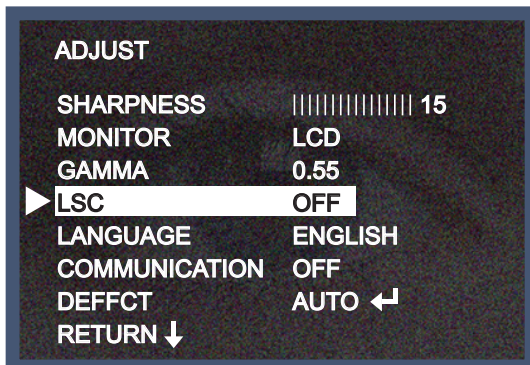 ADJUST
SHARPNESS |||||||||||||||| 15
MONITOR LCD
GAMMA 0.55
LSC OFF
LANGUAGE ENGLISH
COMMUNICATION OFF
DEFFCT AUTO ↵
RETURN ↓